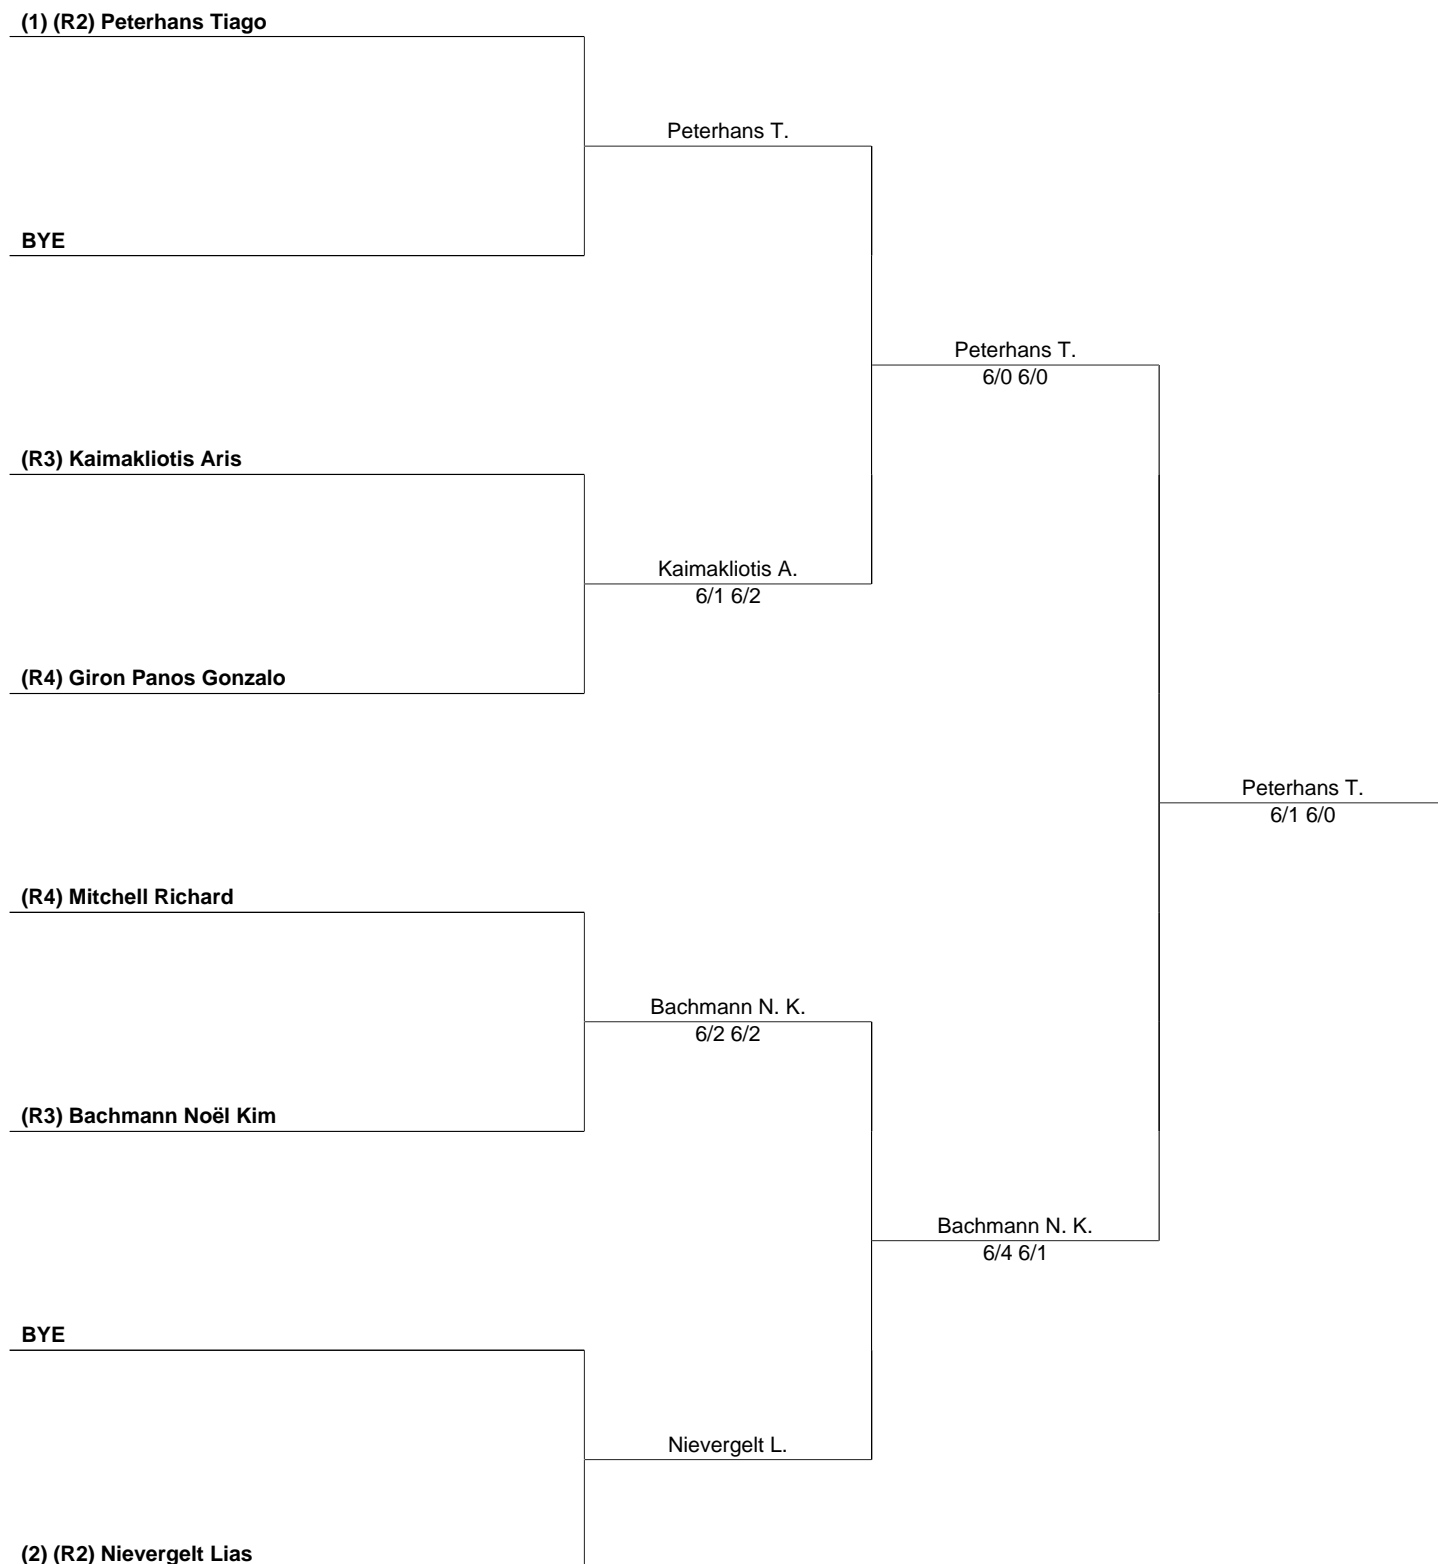 (1) (R2) Peterhans Tiago
Peterhans T.
BYE
Peterhans T.
6/0 6/0
(R3) Kaimakliotis Aris
Kaimakliotis A.
6/1 6/2
(R4) Giron Panos Gonzalo
Peterhans T.
6/1 6/0
(R4) Mitchell Richard
Bachmann N. K.
6/2 6/2
(R3) Bachmann Noël Kim
Bachmann N. K.
6/4 6/1
BYE
Nievergelt L.
(2) (R2) Nievergelt Lias